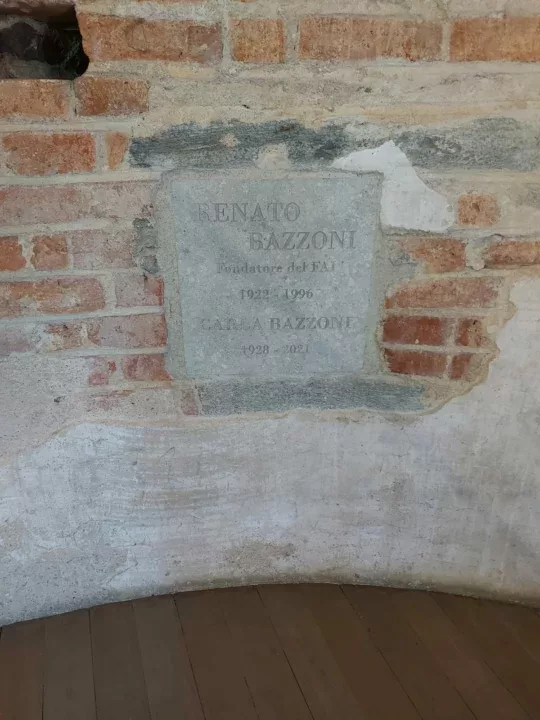 RENATO
BAZZONI
Fondatore del FAI
1922 - 1996
CARLA BAZZONI
1928 - 2021